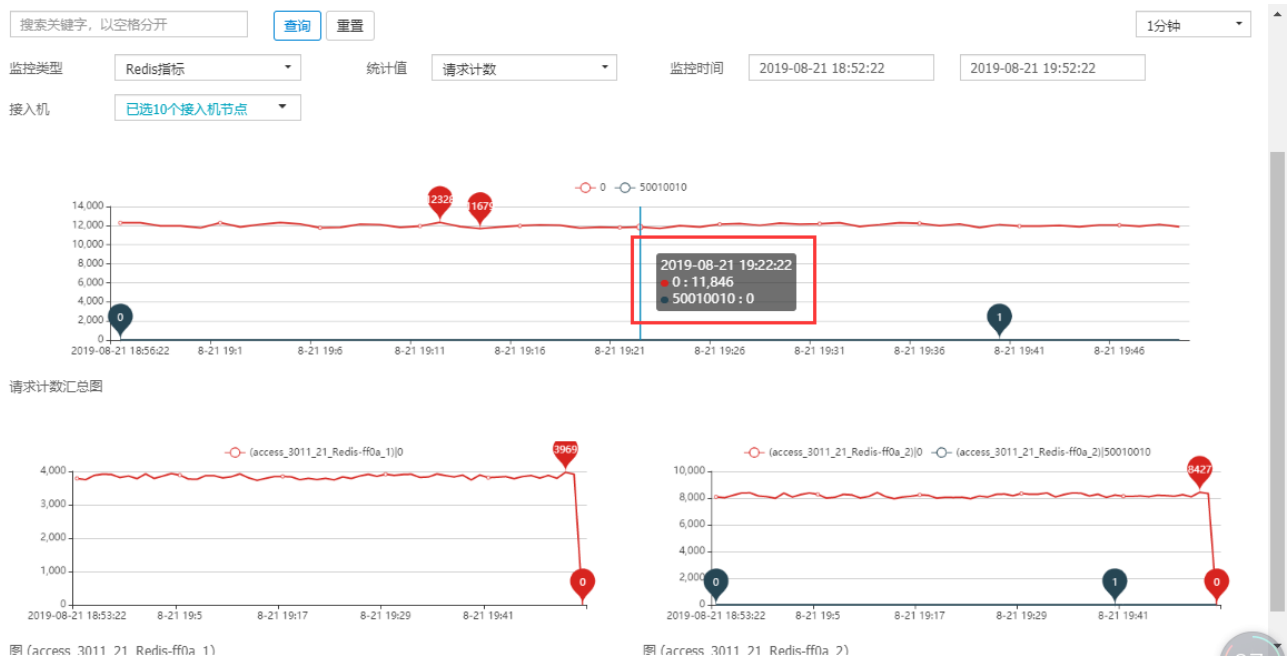 搜索关键字，以空格分开 查询 重置 1分钟
监控类型 Redis指标 统计值 请求计数 监控时间 2019-08-21 18:52:22 2019-08-21 19:52:22
接入机 已选10个接入机节点
0 50010010
12328 11679
14,000
12,000
10,000
8,000
6,000
4,000
2,000
0
0
1
2019-08-21 19:22:22
0 : 11,846
50010010 : 0
2019-08-21 18:56:22 8-21 19:1 8-21 19:6 8-21 19:11 8-21 19:16 8-21 19:21 8-21 19:26 8-21 19:31 8-21 19:36 8-21 19:41 8-21 19:46
请求计数汇总图
(access_3011_21_Redis-ff0a_1)|0
3969
4,000
3,000
2,000
1,000
0
0
2019-08-21 18:53:22 8-21 19:5 8-21 19:17 8-21 19:29 8-21 19:41
图 (access_3011_21_Redis-ff0a_1)
(access_3011_21_Redis-ff0a_2)|0 (access_3011_21_Redis-ff0a_2)|50010010
8427
10,000
8,000
6,000
4,000
2,000
0
0
1
0
2019-08-21 18:53:22 8-21 19:5 8-21 19:17 8-21 19:29 8-21 19:41
图 (access_3011_21_Redis-ff0a_2)